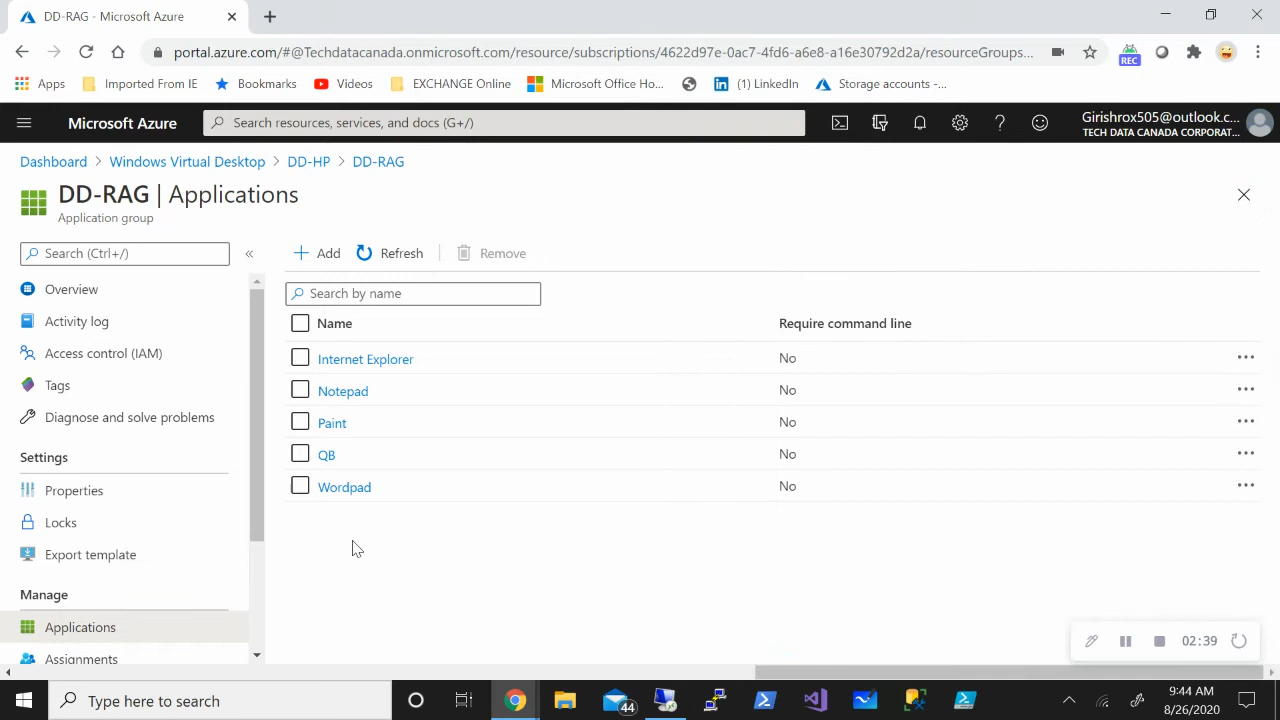 DD-RAG - Microsoft Azure
portal.azure.com/#@Techdatacanada.onmicrosoft.com/resource/subscriptions/4622d97e-0ac7-4fd6-a6e8-a16e30792d2a/resourceGroups...
REC
Apps
Imported From IE
Bookmarks
Videos
EXCHANGE Online
Microsoft Office Ho...
(1) LinkedIn
Storage accounts -...
Microsoft Azure
Search resources, services, and docs (G+/)
Girishrox505@outlook.c...
TECH DATA CANADA CORPORAT...
Dashboard > Windows Virtual Desktop > DD-HP > DD-RAG
DD-RAG | Applications
Application group
Search (Ctrl+/)
«
Overview
Activity log
Access control (IAM)
Tags
Diagnose and solve problems
Settings
Properties
Locks
Export template
Manage
Applications
Assignments
Add
Refresh
Remove
Search by name
Name Require command line
Internet Explorer No
Notepad No
Paint No
QB No
Wordpad No
02:39
Type here to search
44
9:44 AM
8/26/2020